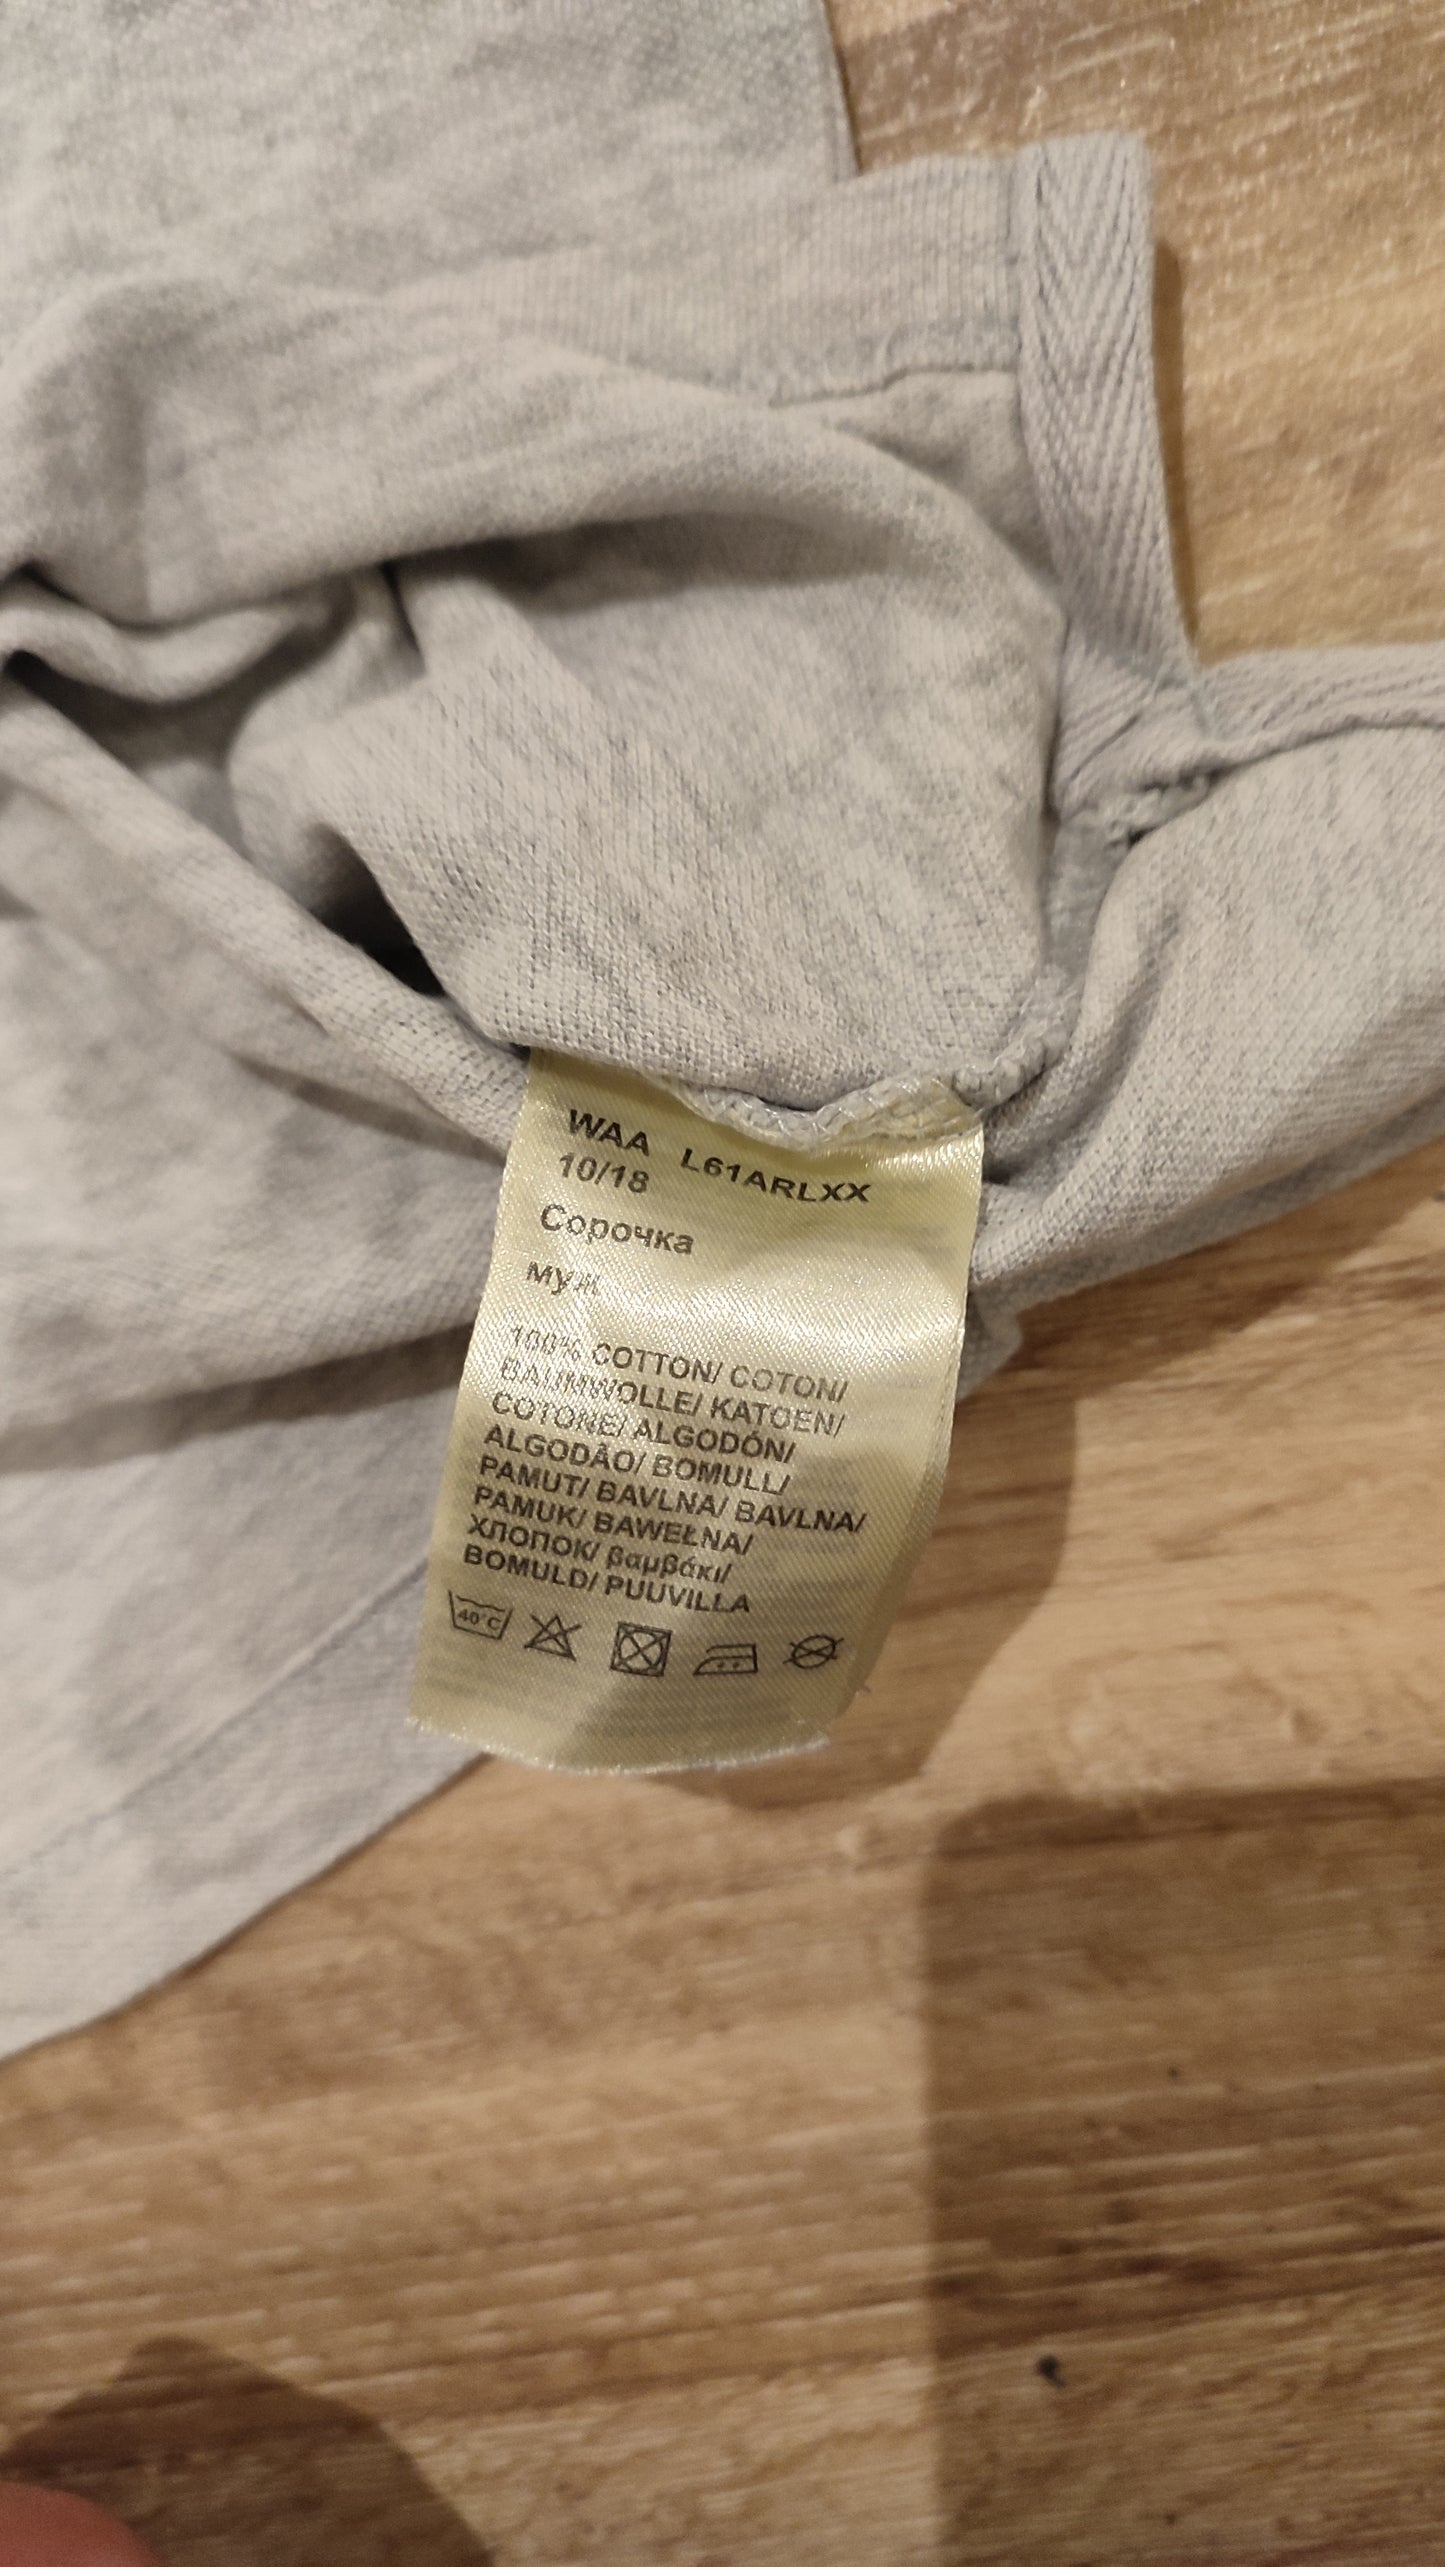 WAA L61ARLXX
10/18
Сорочка
муж
100% COTTON/ COTON/
BAUMWOLLE/ KATOEN/
COTONE/ ALGODÓN/
ALGODÃO/ BOMULL/
PAMUT/ BAVLNA/ BAVLNA/
PAMUK/ BAWEŁNA/
ХЛОПОК/ βαμβάκι/
BOMULD/ PUUVILLA
40°C